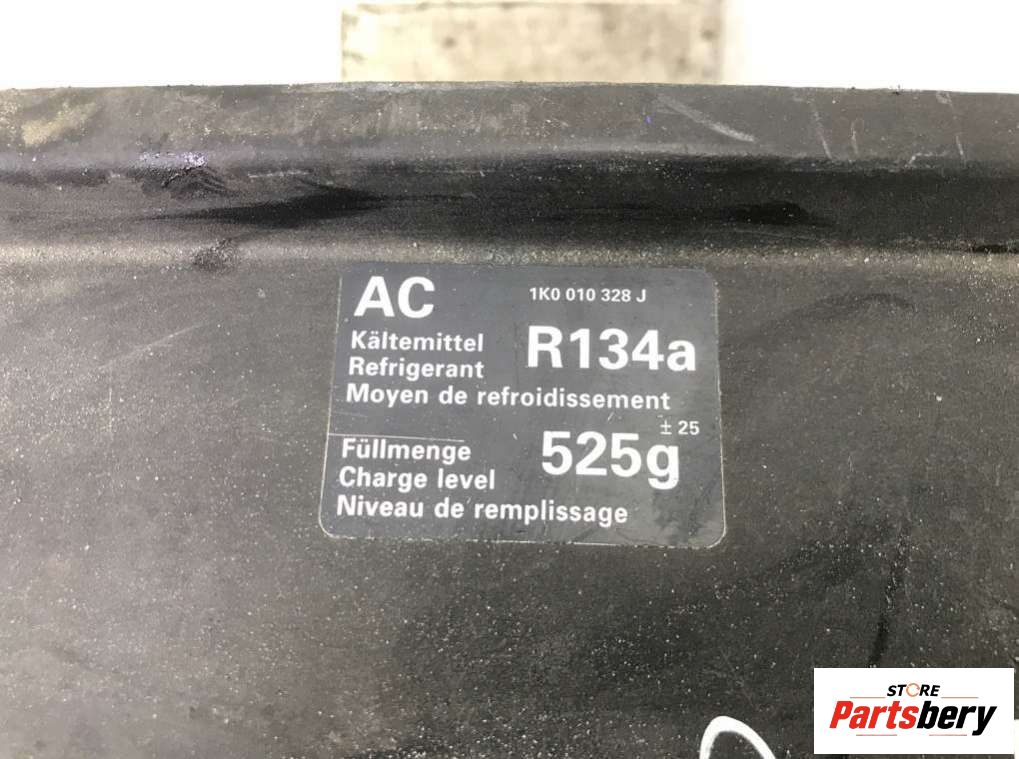 AC 1K0 010 328 J
Kältemittel R134a
Refrigerant
Moyen de refroidissement
± 25
Füllmenge 525g
Charge level
Niveau de remplissage
STORE
Partsbery